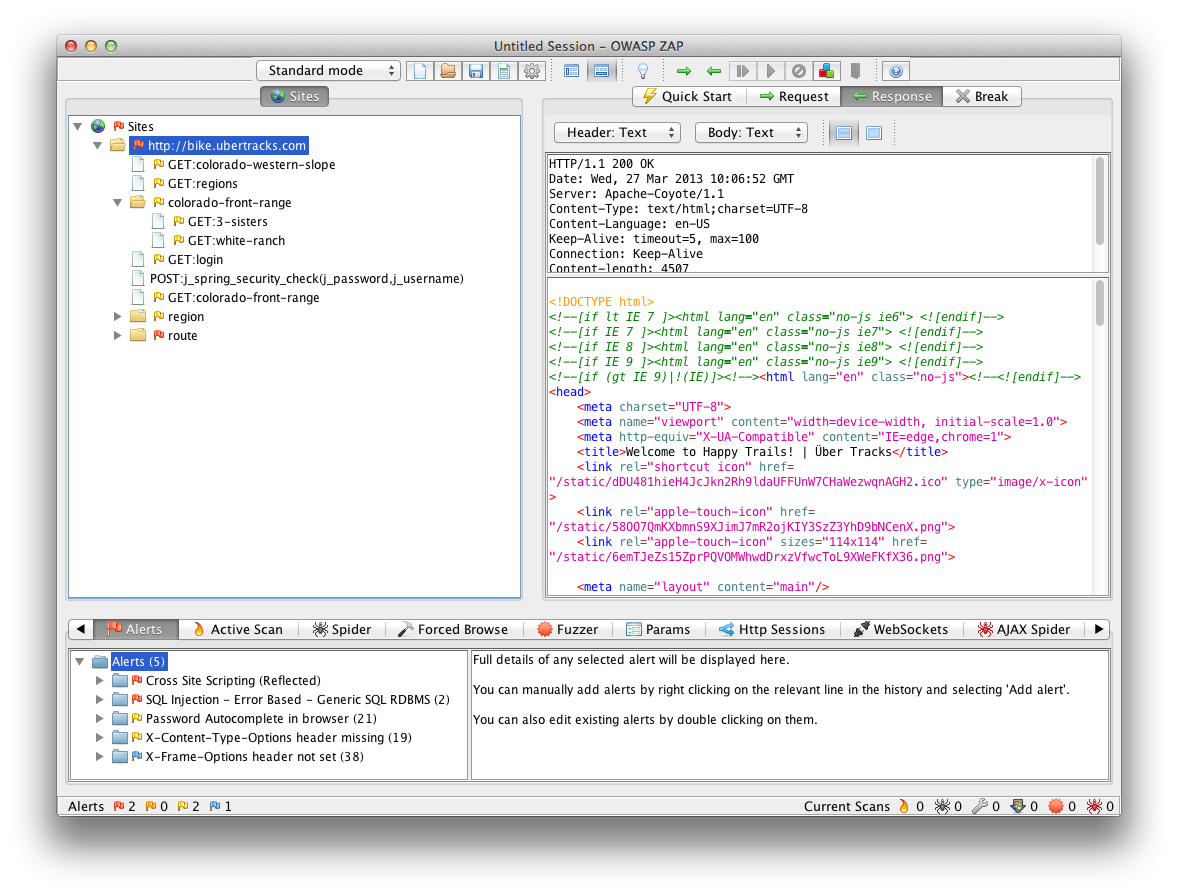 Untitled Session – OWASP ZAP
Standard mode
Sites
Quick Start
Request
Response
Break
Sites
http://bike.ubertracks.com
GET:colorado-western-slope
GET:regions
colorado-front-range
GET:3-sisters
GET:white-ranch
GET:login
POST:j_spring_security_check(j_password,j_username)
GET:colorado-front-range
region
route
Header: Text
Body: Text
HTTP/1.1 200 OK
Date: Wed, 27 Mar 2013 10:06:52 GMT
Server: Apache-Coyote/1.1
Content-Type: text/html;charset=UTF-8
Content-Language: en-US
Keep-Alive: timeout=5, max=100
Connection: Keep-Alive
Content-length: 4507
<!DOCTYPE html>
<!--[if lt IE 7 ]><html lang="en" class="no-js ie6"> <![endif]-->
<!--[if IE 7 ]><html lang="en" class="no-js ie7"> <![endif]-->
<!--[if IE 8 ]><html lang="en" class="no-js ie8"> <![endif]-->
<!--[if IE 9 ]><html lang="en" class="no-js ie9"> <![endif]-->
<!--[if (gt IE 9)|!(IE)]><!--><html lang="en" class="no-js"><!--<![endif]-->
<head>
<meta charset="UTF-8">
<meta name="viewport" content="width=device-width, initial-scale=1.0">
<meta http-equiv="X-UA-Compatible" content="IE=edge,chrome=1">
<title>Welcome to Happy Trails! | Über Tracks</title>
<link rel="shortcut icon" href=
"/static/dDU481hieH4JcJkn2Rh9ldaUFFUnW7CHaWezwqnAGH2.ico" type="image/x-icon"
>
<link rel="apple-touch-icon" href=
"/static/58OO7QmKXbmnS9XJimJ7mR2ojKIY3SzZ3YhD9bNCenX.png">
<link rel="apple-touch-icon" sizes="114x114" href=
"/static/6emTJeZs15ZprPQVOMWhwdDrxzVfwcToL9XWeFKfX36.png">
<meta name="layout" content="main"/>
Alerts
Active Scan
Spider
Forced Browse
Fuzzer
Params
Http Sessions
WebSockets
AJAX Spider
Alerts (5)
Cross Site Scripting (Reflected)
SQL Injection – Error Based – Generic SQL RDBMS (2)
Password Autocomplete in browser (21)
X-Content-Type-Options header missing (19)
X-Frame-Options header not set (38)
Full details of any selected alert will be displayed here.
You can manually add alerts by right clicking on the relevant line in the history and selecting 'Add alert'.
You can also edit existing alerts by double clicking on them.
Alerts 2 0 2 1
Current Scans 0 0 0 0 0 0